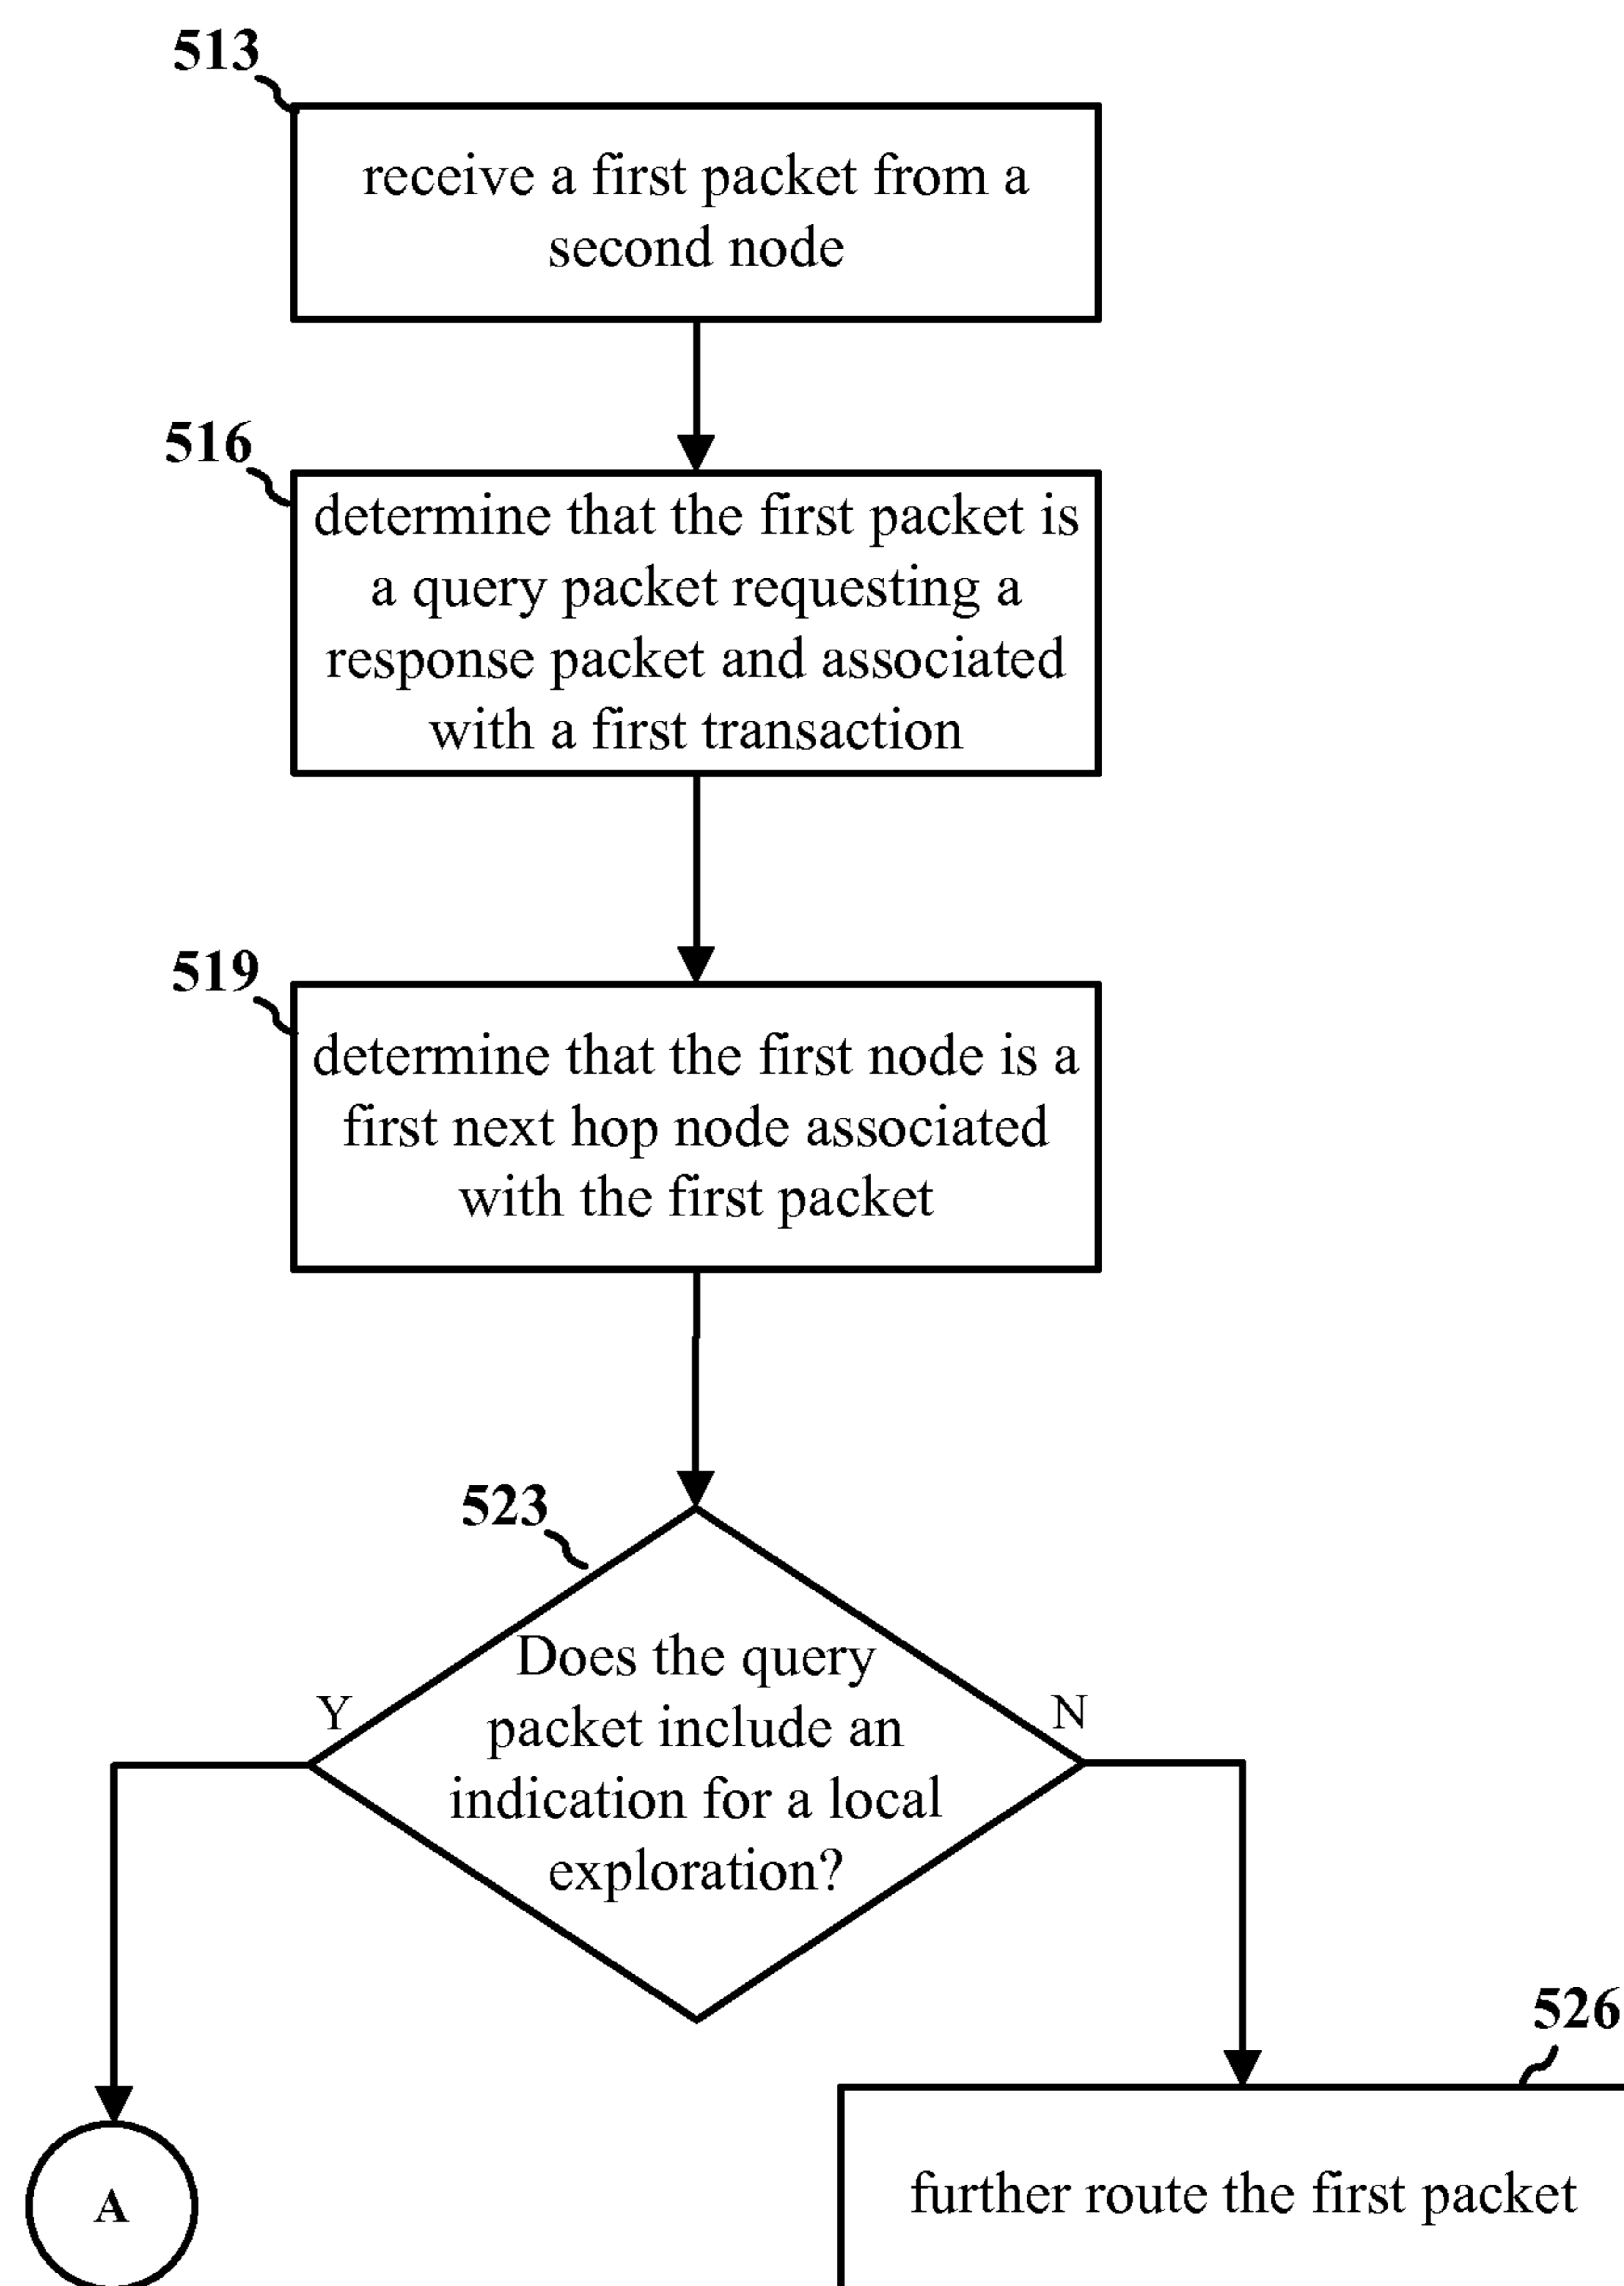 513
receive a first packet from a
second node
516
determine that the first packet is
a query packet requesting a
response packet and associated
with a first transaction
519
determine that the first node is a
first next hop node associated
with the first packet
523
Does the query
packet include an
indication for a local
exploration?
Y
N
526
further route the first packet
A